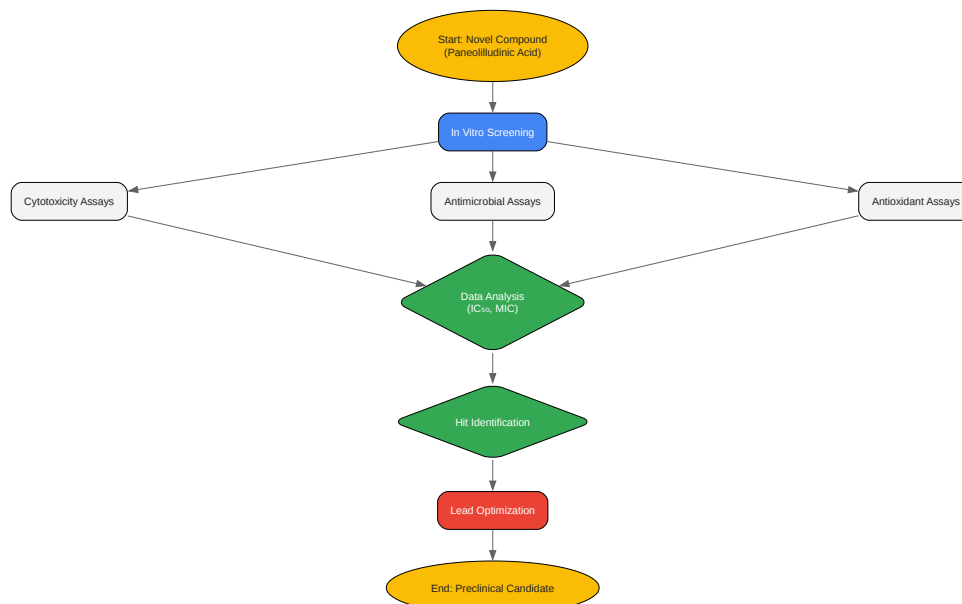 Start: Novel Compound
(Paneolilludinic Acid)
In Vitro Screening
Cytotoxicity Assays
Antimicrobial Assays
Antioxidant Assays
Data Analysis
(IC₅₀, MIC)
Hit Identification
Lead Optimization
End: Preclinical Candidate